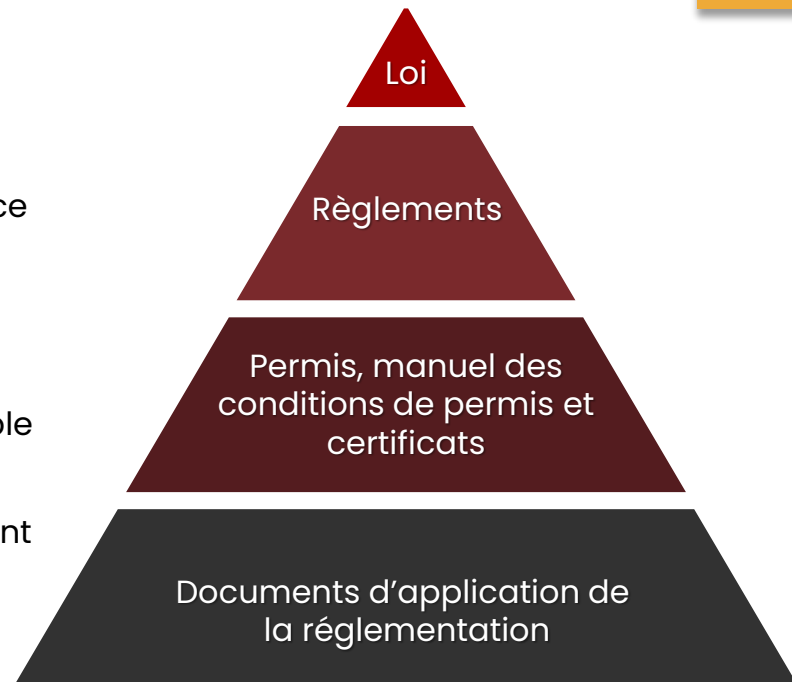 Loi
Règlements
Permis, manuel des
conditions de permis et
certificats
Documents d’application de
la réglementation